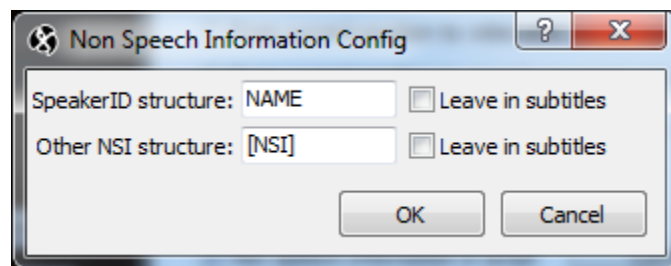 Non Speech Information Config
?
X
SpeakerID structure: NAME Leave in subtitles
Other NSI structure: [NSI] Leave in subtitles
OK Cancel